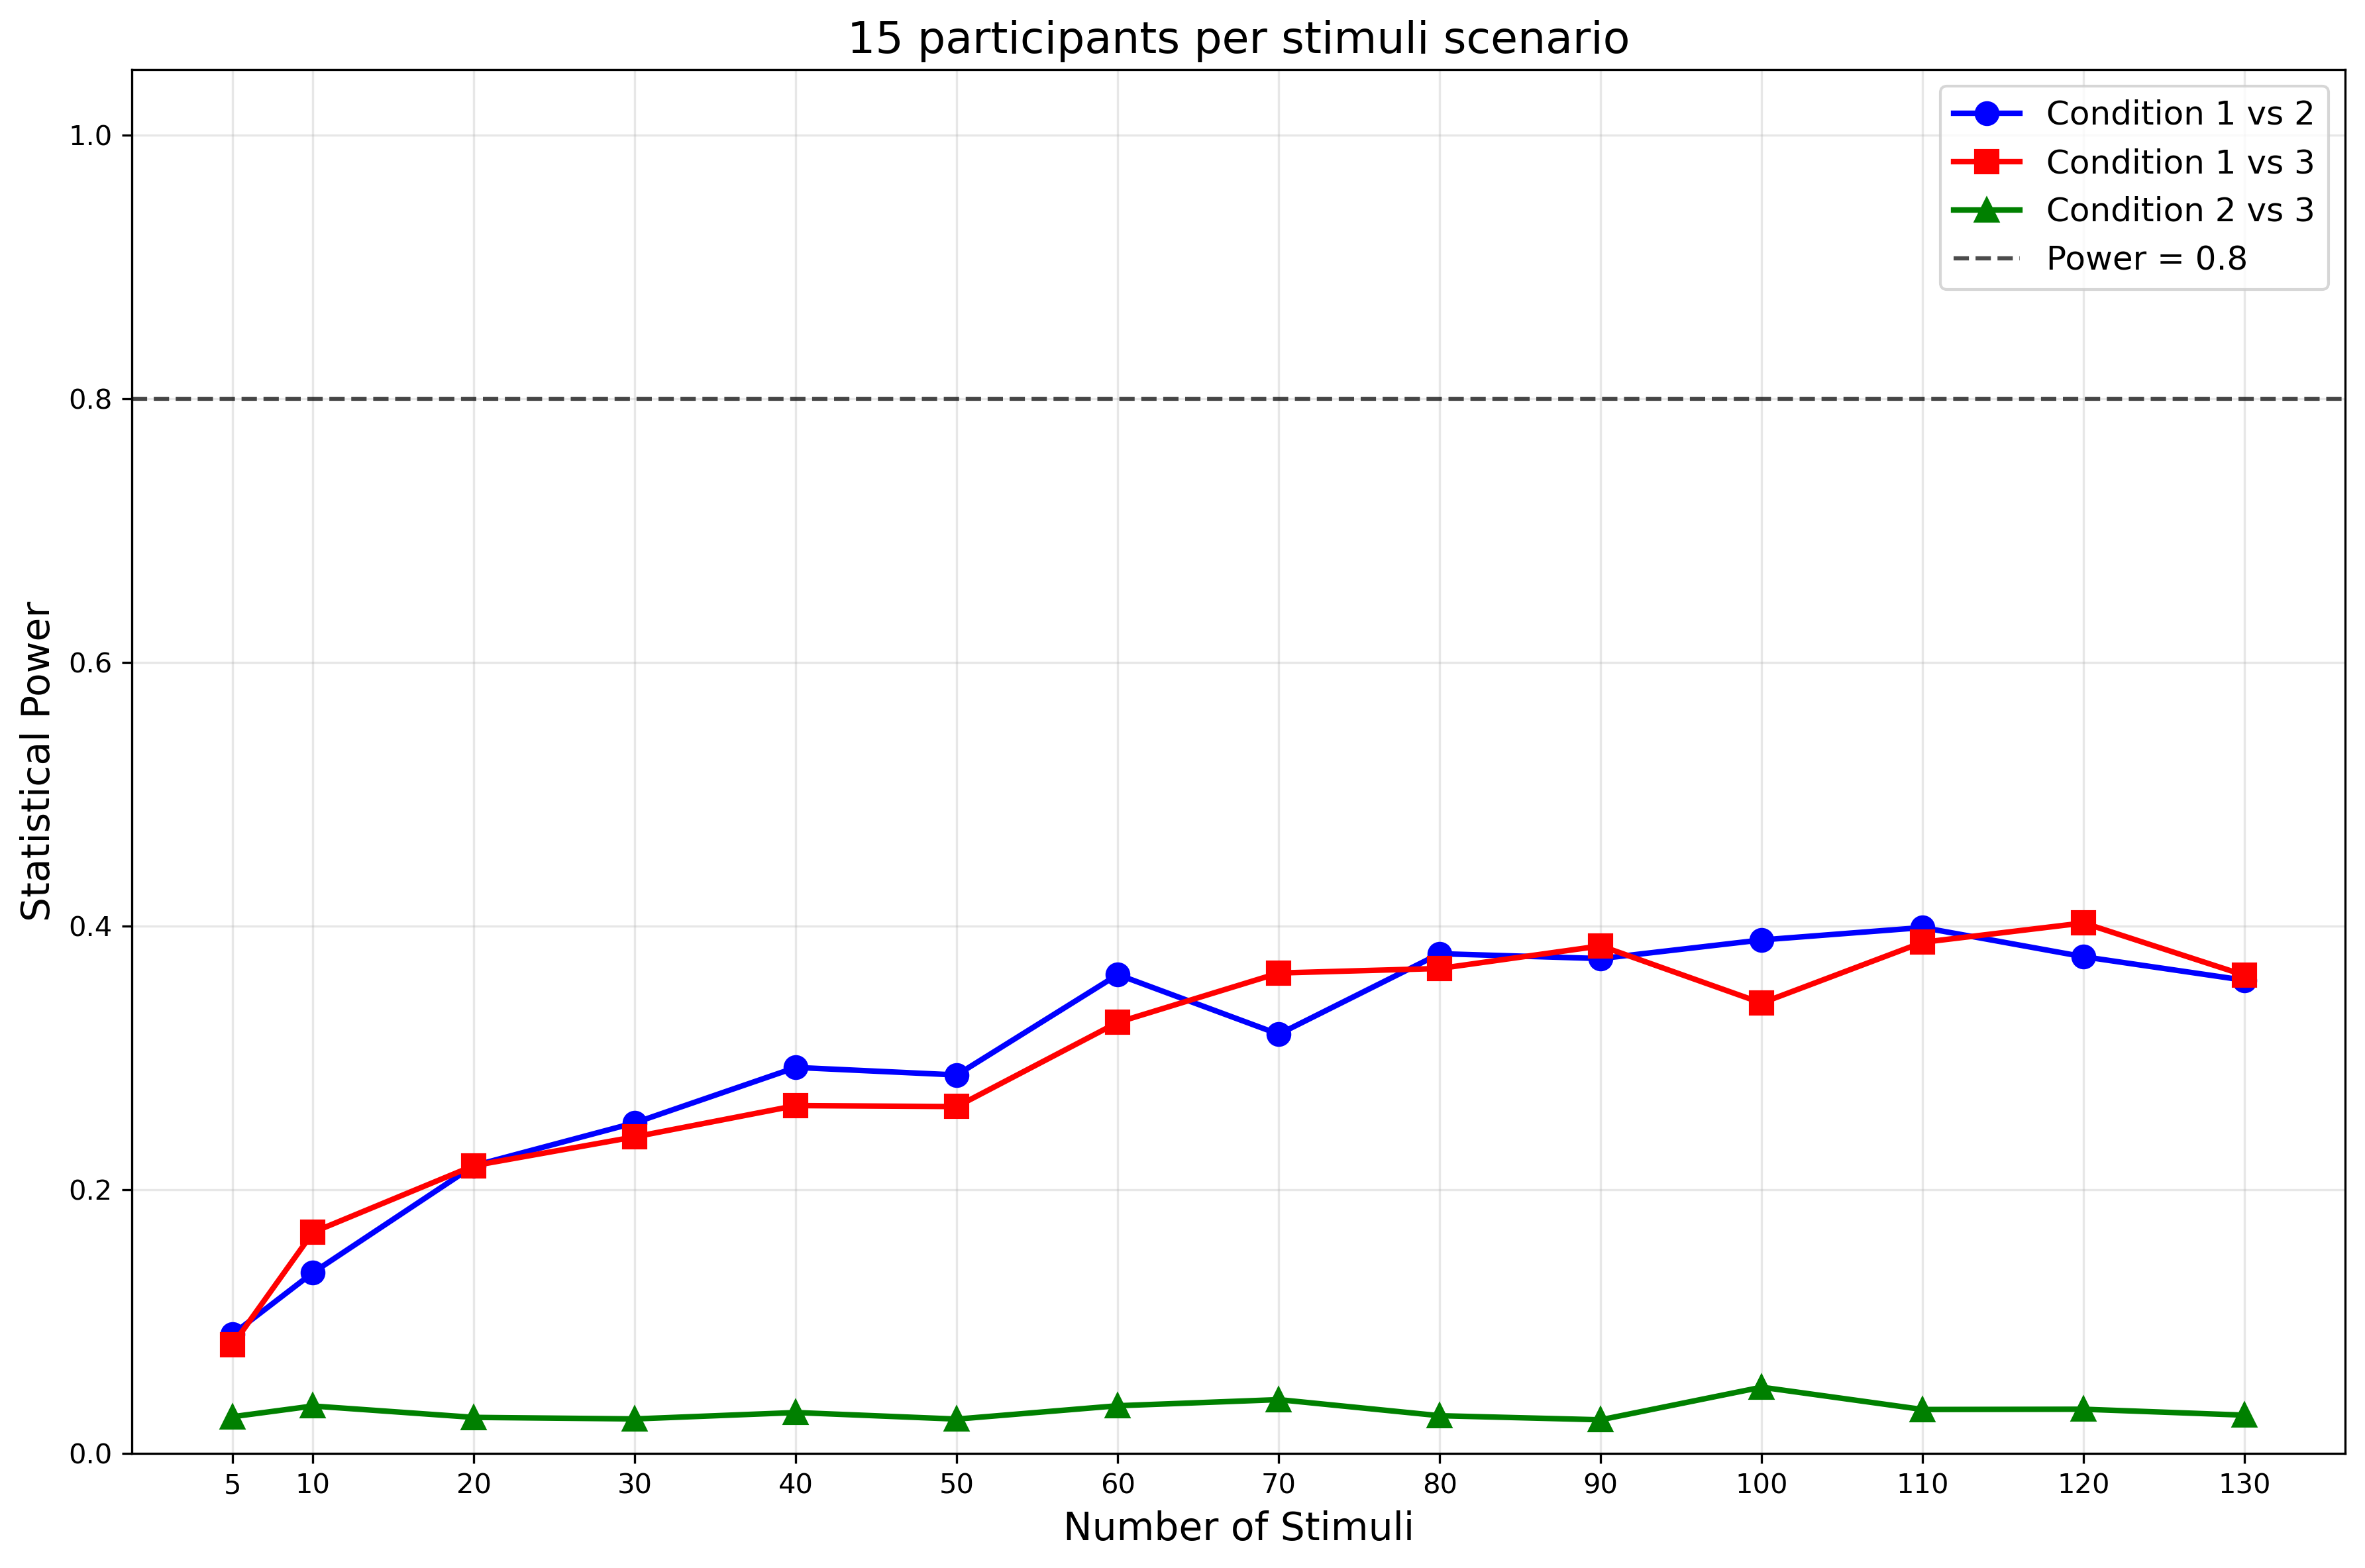 15 participants per stimuli scenario
Condition 1 vs 2
Condition 1 vs 3
Condition 2 vs 3
Power = 0.8
Statistical Power
1.0
0.8
0.6
0.4
0.2
0.0
5 10 20 30 40 50 60 70 80 90 100 110 120 130
Number of Stimuli